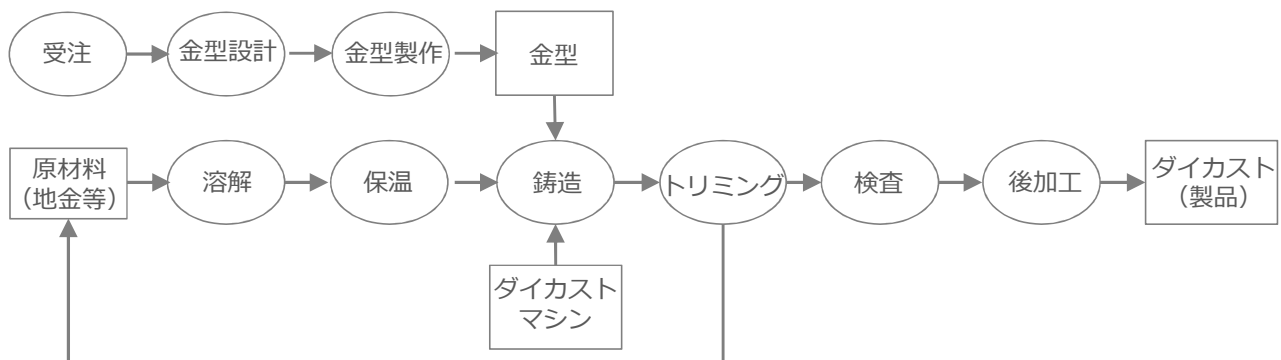 受注
金型設計
金型製作
金型
原材料
（地金等）
溶解
保温
鋳造
トリミング
検査
後加工
ダイカスト
（製品）
ダイカスト
マシン